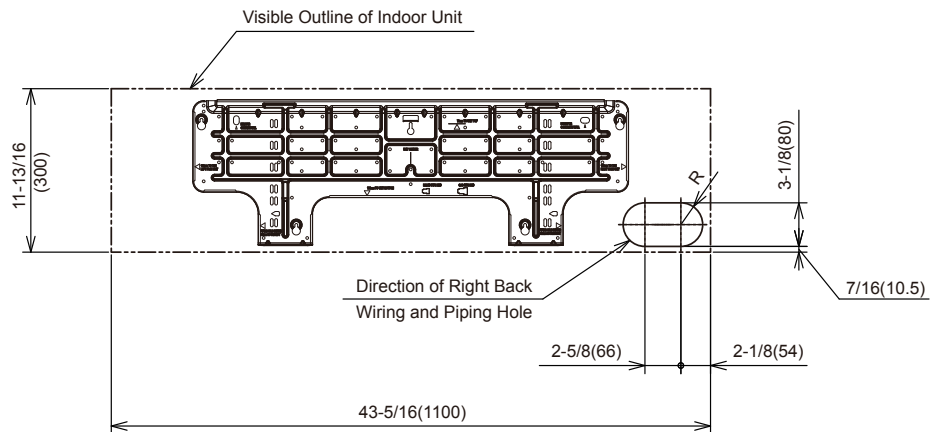 Visible Outline of Indoor Unit
11-13/16
(300)
R
3-1/8(80)
Direction of Right Back
Wiring and Piping Hole
7/16(10.5)
2-5/8(66)
2-1/8(54)
43-5/16(1100)